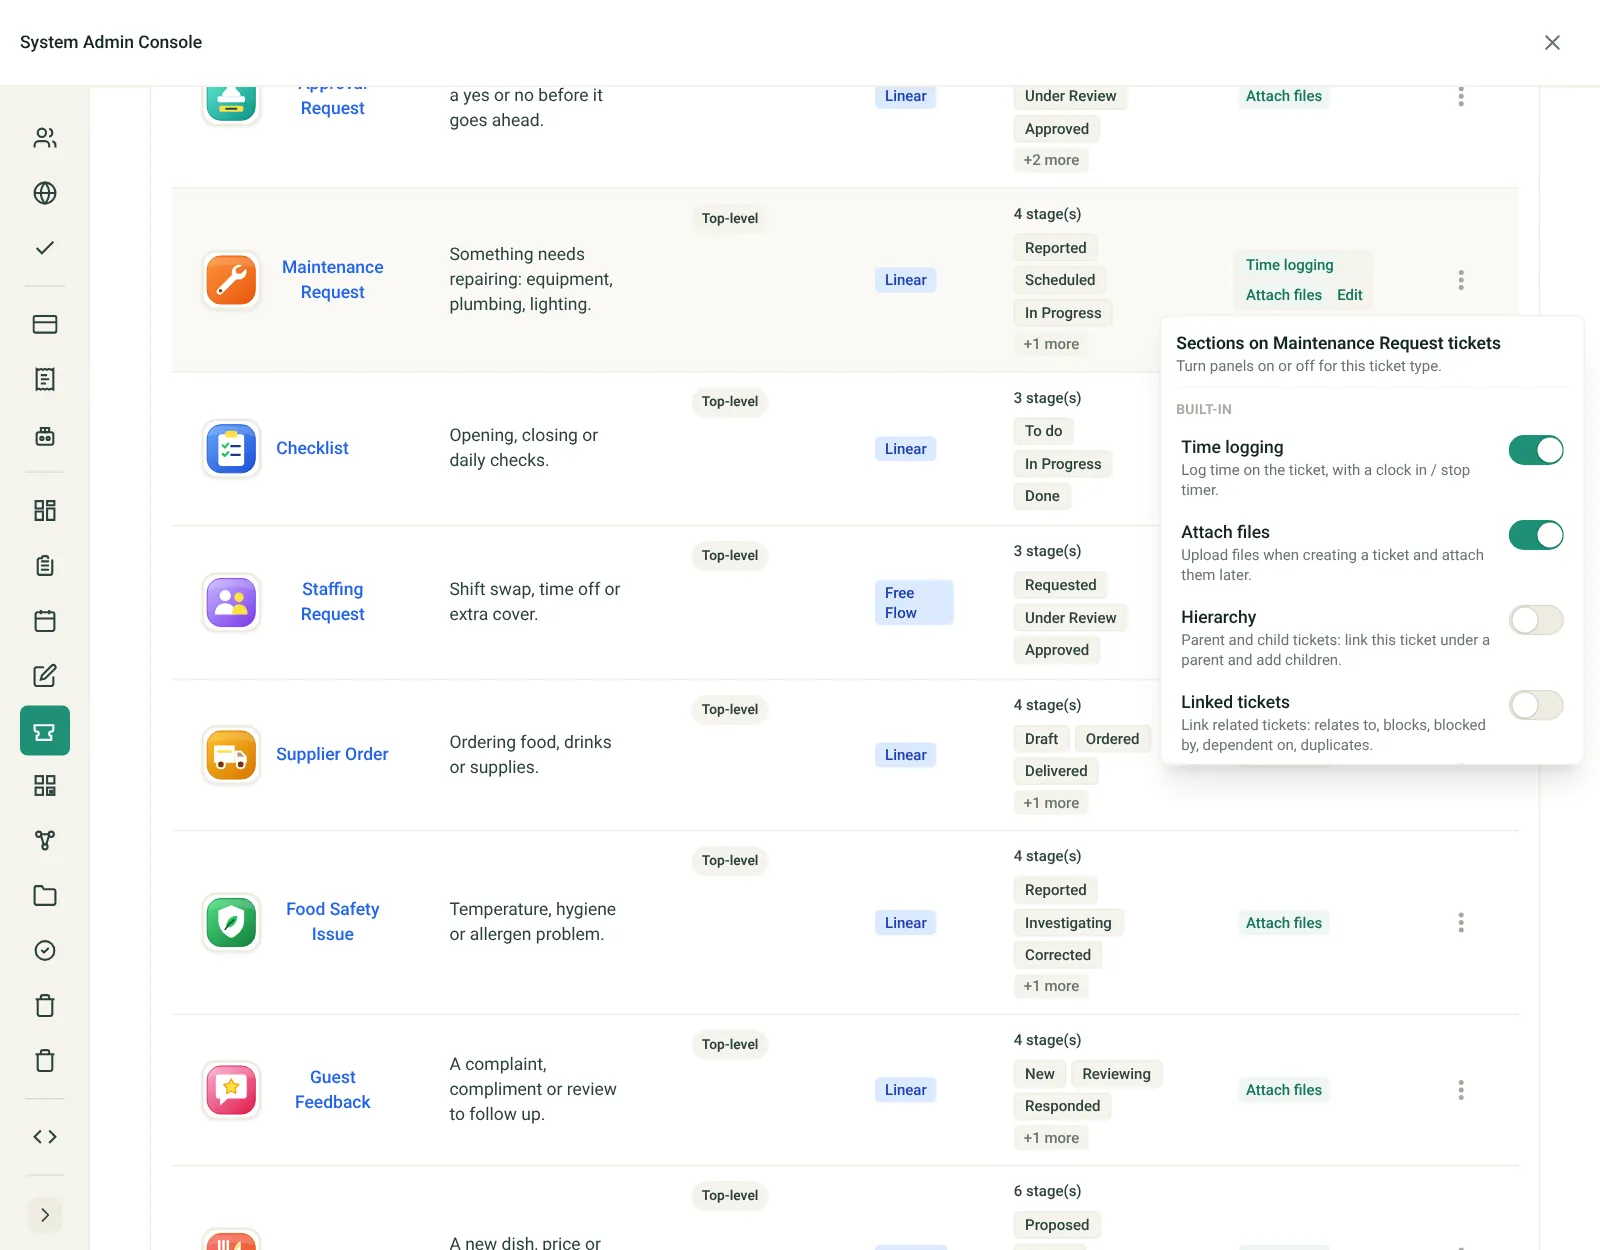 System Admin Console
Approval
Request
a yes or no before it
goes ahead.
Linear
Under Review
Approved
+2 more
Attach files
Maintenance
Request
Something needs
repairing: equipment,
plumbing, lighting.
Top-level
Linear
4 stage(s)
Reported
Scheduled
In Progress
+1 more
Time logging
Attach files Edit
Sections on Maintenance Request tickets
Turn panels on or off for this ticket type.
BUILT-IN
Time logging
Log time on the ticket, with a clock in / stop
timer.
Attach files
Upload files when creating a ticket and attach
them later.
Hierarchy
Parent and child tickets: link this ticket under a
parent and add children.
Linked tickets
Link related tickets: relates to, blocks, blocked
by, dependent on, duplicates.
Checklist
Opening, closing or
daily checks.
Top-level
Linear
3 stage(s)
To do
In Progress
Done
Staffing
Request
Shift swap, time off or
extra cover.
Top-level
Free
Flow
3 stage(s)
Requested
Under Review
Approved
Supplier Order
Ordering food, drinks
or supplies.
Top-level
Linear
4 stage(s)
Draft Ordered
Delivered
+1 more
Food Safety
Issue
Temperature, hygiene
or allergen problem.
Top-level
Linear
4 stage(s)
Reported
Investigating
Corrected
+1 more
Attach files
Guest
Feedback
A complaint,
compliment or review
to follow up.
Top-level
Linear
4 stage(s)
New Reviewing
Responded
+1 more
Attach files
A new dish, price or
Top-level
6 stage(s)
Proposed